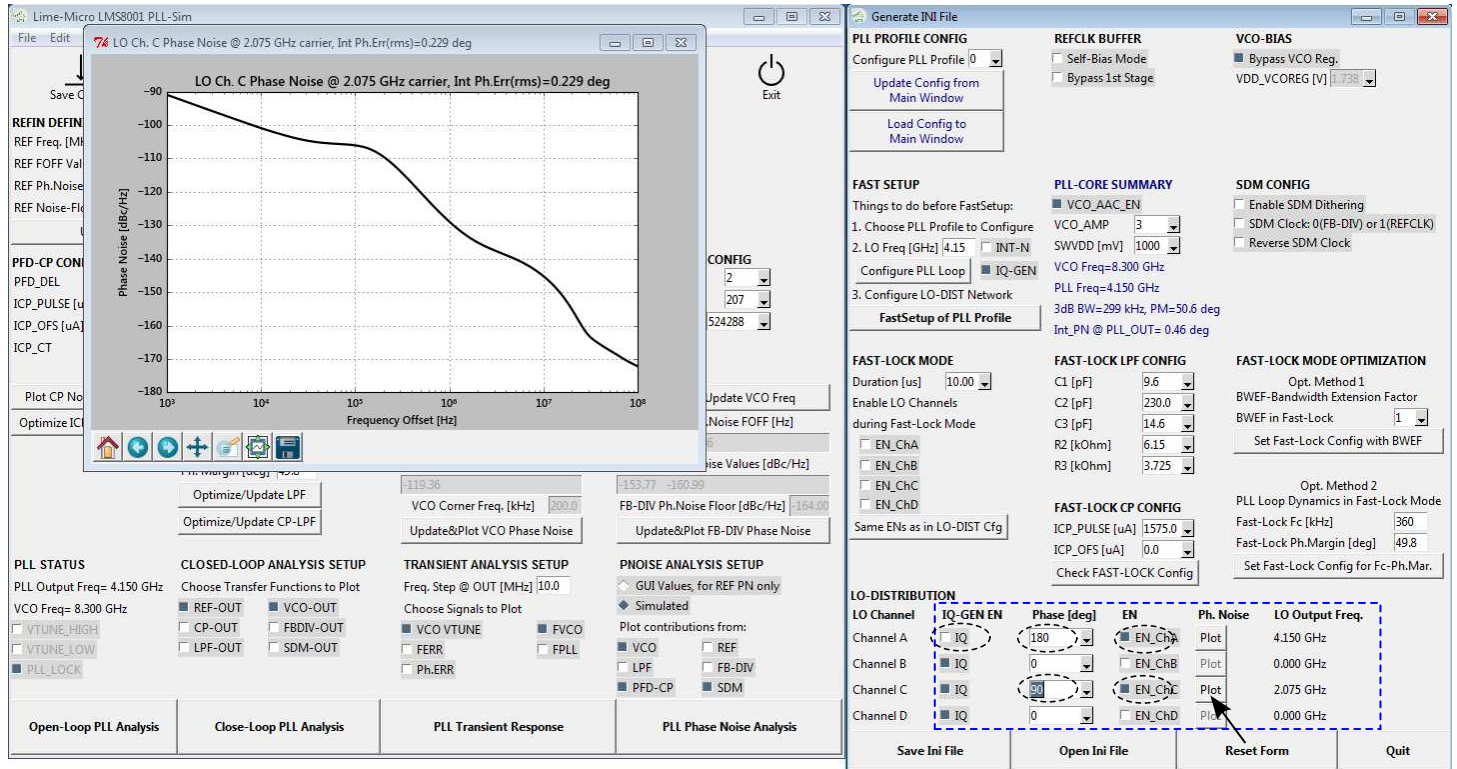 Lime-Micro LMS8001 PLL-Sim
File Edit
Save C
Exit
REFIN DEFIN
REF Freq. [M
REF FOFF Val
REF Ph.Noise
REF Noise-Flo
PFD-CP CON
PFD_DEL
ICP_PULSE [u
ICP_OFS [uA]
ICP_CT
Plot CP No
Optimize ICI
LO Ch. C Phase Noise @ 2.075 GHz carrier, Int Ph.Err(rms)=0.229 deg
LO Ch. C Phase Noise @ 2.075 GHz carrier, Int Ph.Err(rms)=0.229 deg
Phase Noise [dBc/Hz]
−90
−100
−110
−120
−130
−140
−150
−160
−170
−180
10³ 10⁴ 10⁵ 10⁶ 10⁷ 10⁸
Frequency Offset [Hz]
CONFIG
2
207
524288
Update VCO Freq
.Noise FOFF [Hz]
oise Values [dBc/Hz]
Ph. Margin [deg] 49.8
Optimize/Update LPF
Optimize/Update CP-LPF
-119.36
VCO Corner Freq. [kHz] 200.0
Update&Plot VCO Phase Noise
-153.77 -160.99
FB-DIV Ph.Noise Floor [dBc/Hz] -164.00
Update&Plot FB-DIV Phase Noise
PLL STATUS
PLL Output Freq= 4.150 GHz
VCO Freq= 8.300 GHz
VTUNE_HIGH
VTUNE_LOW
PLL_LOCK
CLOSED-LOOP ANALYSIS SETUP
Choose Transfer Functions to Plot
REF-OUT VCO-OUT
CP-OUT FBDIV-OUT
LPF-OUT SDM-OUT
TRANSIENT ANALYSIS SETUP
Freq. Step @ OUT [MHz] 10.0
Choose Signals to Plot
VCO VTUNE FVCO
FERR FPLL
Ph.ERR
PNOISE ANALYSIS SETUP
GUI Values, for REF PN only
Simulated
Plot contributions from:
VCO REF
LPF FB-DIV
PFD-CP SDM
Open-Loop PLL Analysis
Close-Loop PLL Analysis
PLL Transient Response
PLL Phase Noise Analysis
Generate INI File
PLL PROFILE CONFIG
Configure PLL Profile 0
Update Config from
Main Window
Load Config to
Main Window
REFCLK BUFFER
Self-Bias Mode
Bypass 1st Stage
VCO-BIAS
Bypass VCO Reg.
VDD_VCOREG [V] 1.738
FAST SETUP
Things to do before FastSetup:
1. Choose PLL Profile to Configure
2. LO Freq [GHz] 4.15 INT-N
Configure PLL Loop IQ-GEN
3. Configure LO-DIST Network
FastSetup of PLL Profile
PLL-CORE SUMMARY
VCO_AAC_EN
VCO_AMP 3
SWVDD [mV] 1000
VCO Freq=8.300 GHz
PLL Freq=4.150 GHz
3dB BW=299 kHz, PM=50.6 deg
Int_PN @ PLL_OUT= 0.46 deg
SDM CONFIG
Enable SDM Dithering
SDM Clock: 0(FB-DIV) or 1(REFCLK)
Reverse SDM Clock
FAST-LOCK MODE
Duration [us] 10.00
Enable LO Channels
during Fast-Lock Mode
EN_ChA
EN_ChB
EN_ChC
EN_ChD
Same ENs as in LO-DIST Cfg
FAST-LOCK LPF CONFIG
C1 [pF] 9.6
C2 [pF] 230.0
C3 [pF] 14.6
R2 [kOhm] 6.15
R3 [kOhm] 3.725
FAST-LOCK CP CONFIG
ICP_PULSE [uA] 1575.0
ICP_OFS [uA] 0.0
Check FAST-LOCK Config
FAST-LOCK MODE OPTIMIZATION
Opt. Method 1
BWEF-Bandwidth Extension Factor
BWEF in Fast-Lock 1
Set Fast-Lock Config with BWEF
Opt. Method 2
PLL Loop Dynamics in Fast-Lock Mode
Fast-Lock Fc [kHz] 360
Fast-Lock Ph.Margin [deg] 49.8
Set Fast-Lock Config for Fc-Ph.Mar.
LO-DISTRIBUTION
LO Channel IQ-GEN EN Phase [deg] EN Ph. Noise LO Output Freq.
Channel A IQ 180 EN_ChA Plot 4.150 GHz
Channel B IQ 0 EN_ChB Plot 0.000 GHz
Channel C IQ 90 EN_ChC Plot 2.075 GHz
Channel D IQ 0 EN_ChD Plot 0.000 GHz
Save Ini File
Open Ini File
Reset Form
Quit